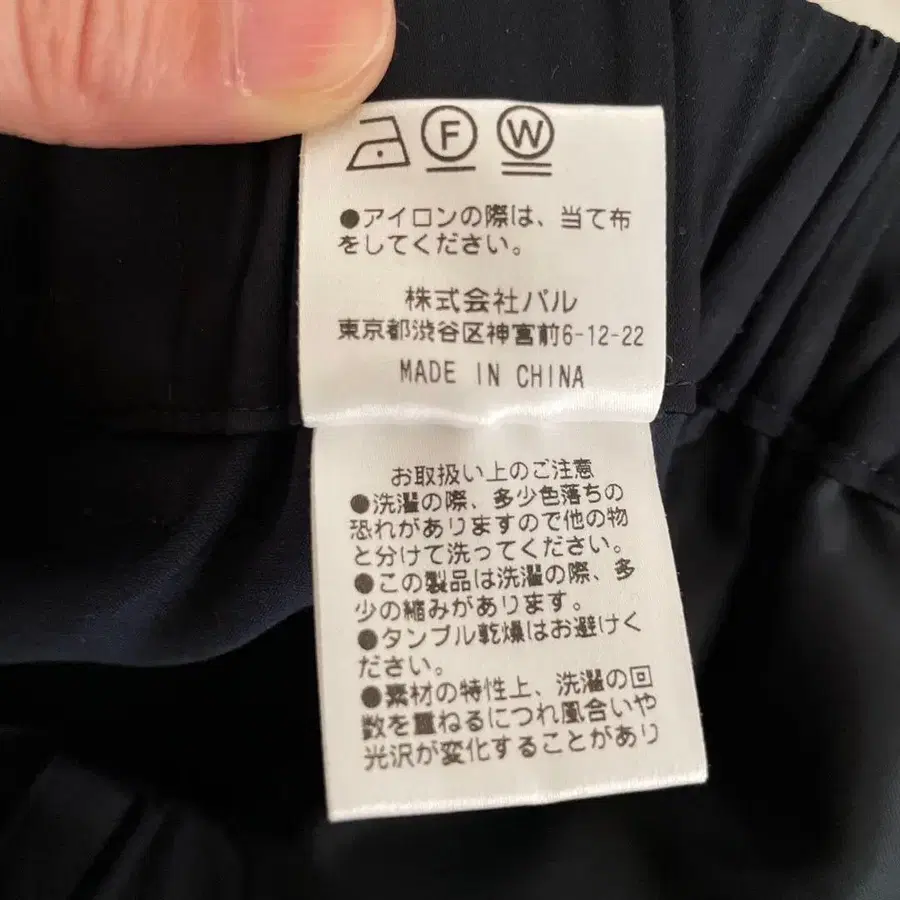 F W
●アイロンの際は、当て布
をしてください。
株式会社パル
東京都渋谷区神宮前6-12-22
MADE IN CHINA
お取扱い上のご注意
●洗濯の際、多少色落ちの
恐れがありますので他の物
と分けて洗ってください。
●この製品は洗濯の際、多
少の縮みがあります。
●タンブル乾燥はお避けく
ださい。
●素材の特性上、洗濯の回
数を重ねるにつれ風合いや
光沢が変化することがあり